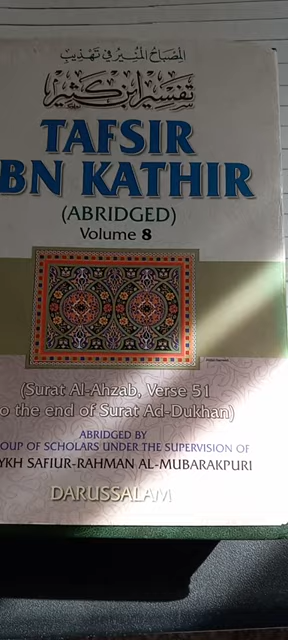 المصباح المنير في تهذيب
تفسير ابن كثير
TAFSIR
BN KATHIR
(ABRIDGED)
Volume 8
(Surat Al-Ahzab, Verse 51
o the end of Surat Ad-Dukhan)
ABRIDGED BY
OUP OF SCHOLARS UNDER THE SUPERVISION OF
YKH SAFIUR-RAHMAN AL-MUBARAKPURI
DARUSSALAM